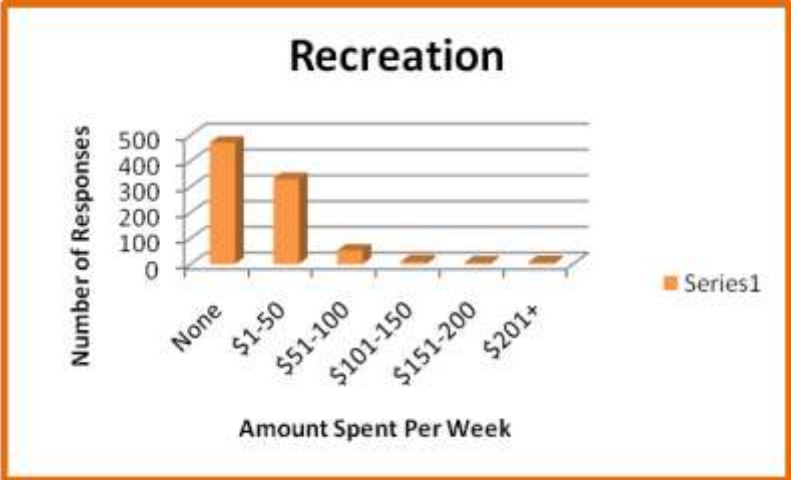 Recreation
Number of Responses
500
400
300
200
100
0
None
$1-50
$51-100
$101-150
$151-200
$201+
Amount Spent Per Week
Series1